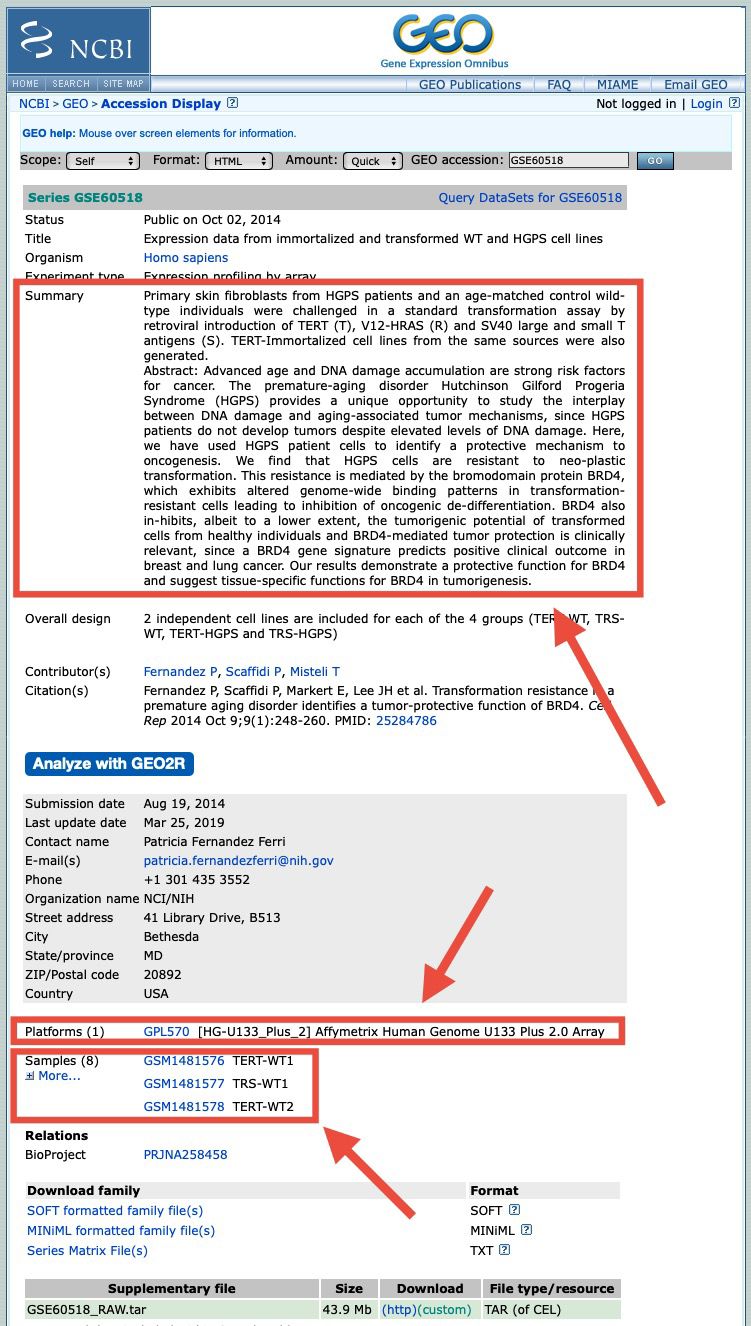 NCBI
GEO
Gene Expression Omnibus
HOME SEARCH SITE MAP
GEO Publications FAQ MIAME Email GEO
NCBI > GEO > Accession Display ?
Not logged in | Login ?
GEO help: Mouse over screen elements for information.
Scope: Self Format: HTML Amount: Quick GEO accession: GSE60518 GO
Series GSE60518 Query DataSets for GSE60518
Status Public on Oct 02, 2014
Title Expression data from immortalized and transformed WT and HGPS cell lines
Organism Homo sapiens
Experiment type Expression profiling by array
Summary Primary skin fibroblasts from HGPS patients and an age-matched control wild-
type individuals were challenged in a standard transformation assay by
retroviral introduction of TERT (T), V12-HRAS (R) and SV40 large and small T
antigens (S). TERT-Immortalized cell lines from the same sources were also
generated.
Abstract: Advanced age and DNA damage accumulation are strong risk factors
for cancer. The premature-aging disorder Hutchinson Gilford Progeria
Syndrome (HGPS) provides a unique opportunity to study the interplay
between DNA damage and aging-associated tumor mechanisms, since HGPS
patients do not develop tumors despite elevated levels of DNA damage. Here,
we have used HGPS patient cells to identify a protective mechanism to
oncogenesis. We find that HGPS cells are resistant to neo-plastic
transformation. This resistance is mediated by the bromodomain protein BRD4,
which exhibits altered genome-wide binding patterns in transformation-
resistant cells leading to inhibition of oncogenic de-differentiation. BRD4 also
in-hibits, albeit to a lower extent, the tumorigenic potential of transformed
cells from healthy individuals and BRD4-mediated tumor protection is clinically
relevant, since a BRD4 gene signature predicts positive clinical outcome in
breast and lung cancer. Our results demonstrate a protective function for BRD4
and suggest tissue-specific functions for BRD4 in tumorigenesis.
Overall design 2 independent cell lines are included for each of the 4 groups (TERT-WT, TRS-
WT, TERT-HGPS and TRS-HGPS)
Contributor(s) Fernandez P, Scaffidi P, Misteli T
Citation(s) Fernandez P, Scaffidi P, Markert E, Lee JH et al. Transformation resistance in a
premature aging disorder identifies a tumor-protective function of BRD4. Cell
Rep 2014 Oct 9;9(1):248-260. PMID: 25284786
Analyze with GEO2R
Submission date Aug 19, 2014
Last update date Mar 25, 2019
Contact name Patricia Fernandez Ferri
E-mail(s) patricia.fernandezferri@nih.gov
Phone +1 301 435 3552
Organization name NCI/NIH
Street address 41 Library Drive, B513
City Bethesda
State/province MD
ZIP/Postal code 20892
Country USA
Platforms (1) GPL570 [HG-U133_Plus_2] Affymetrix Human Genome U133 Plus 2.0 Array
Samples (8) GSM1481576 TERT-WT1
More... GSM1481577 TRS-WT1
GSM1481578 TERT-WT2
Relations
BioProject PRJNA258458
Download family Format
SOFT formatted family file(s) SOFT ?
MINiML formatted family file(s) MINiML ?
Series Matrix File(s) TXT ?
Supplementary file Size Download File type/resource
GSE60518_RAW.tar 43.9 Mb (http)(custom) TAR (of CEL)